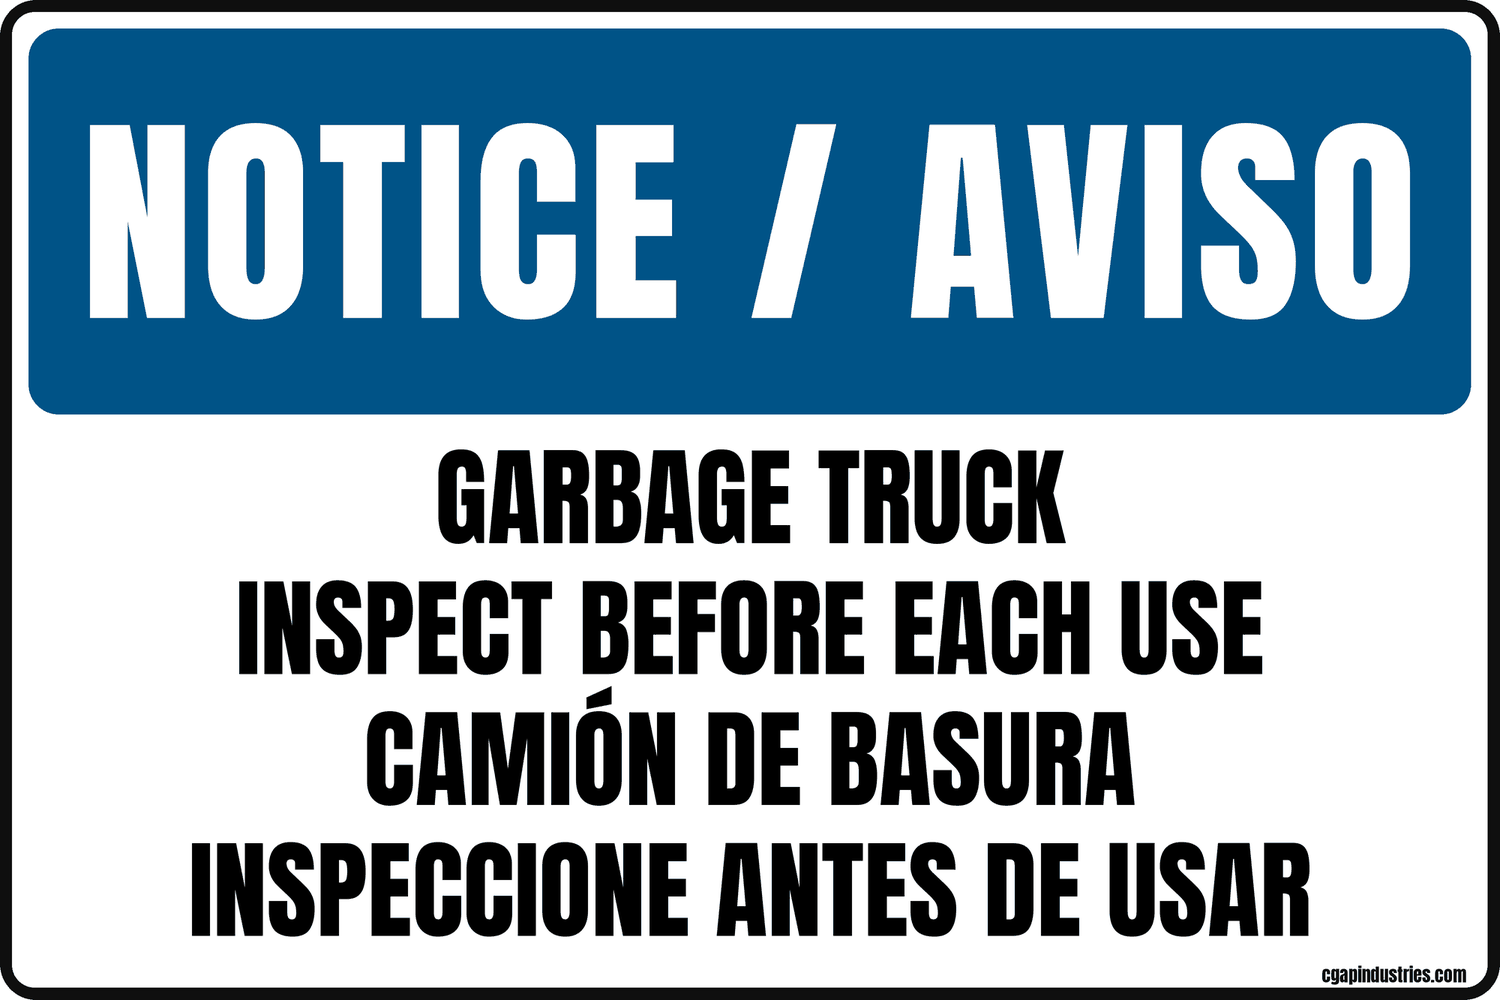 NOTICE / AVISO
GARBAGE TRUCK
INSPECT BEFORE EACH USE
CAMIÓN DE BASURA
INSPECCIONE ANTES DE USAR
cgapindustries.com